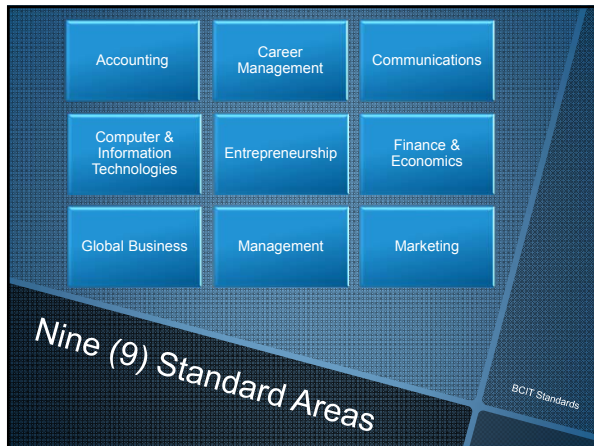 Accounting
Career
Management
Communications
Computer &
Information
Technologies
Entrepreneurship
Finance &
Economics
Global Business
Management
Marketing
Nine (9) Standard Areas
BCIT Standards